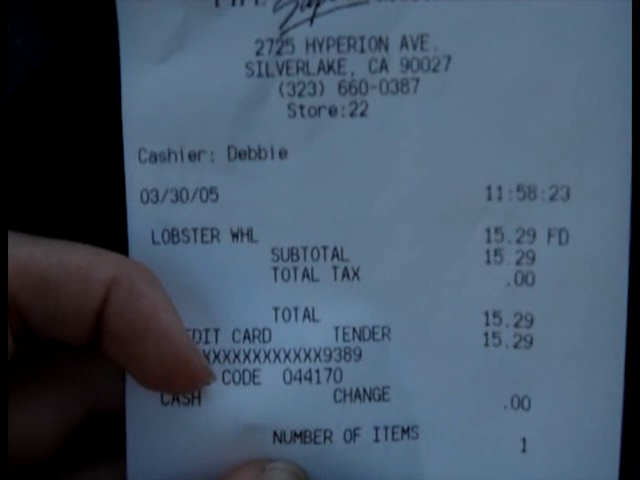 2725 HYPERION AVE.
SILVERLAKE, CA 90027
(323) 660-0387
Store:22
Cashier: Debbie
03/30/05 11:58:23
LOBSTER WHL 15.29 FD
SUBTOTAL 15.29
TOTAL TAX .00
TOTAL 15.29
EDIT CARD TENDER 15.29
XXXXXXXXXXXX9389
CODE 044170
CASH CHANGE .00
NUMBER OF ITEMS 1